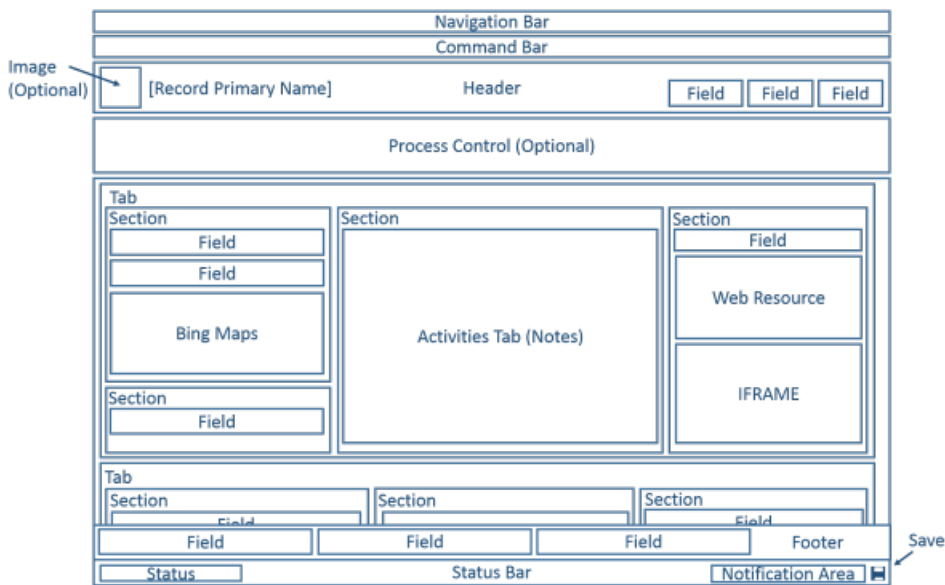 Navigation Bar
Command Bar
Image
(Optional)
[Record Primary Name]
Header
Field
Field
Field
Process Control (Optional)
Tab
Section
Field
Field
Bing Maps
Section
Field
Section
Activities Tab (Notes)
Section
Field
Web Resource
IFRAME
Tab
Section
Field
Section
Section
Field
Field
Field
Field
Footer
Save
Status
Status Bar
Notification Area